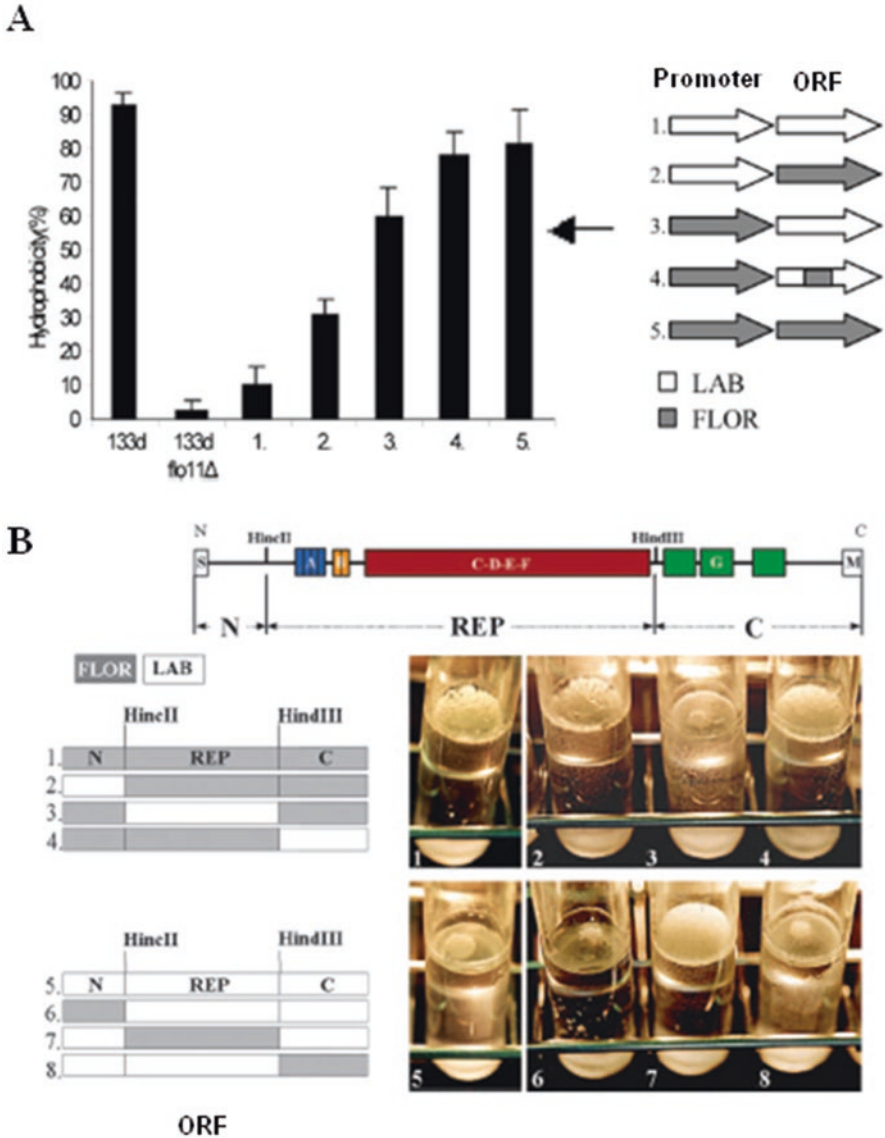 A
100
90
80
70
60
50
40
30
20
10
0
Hydrophobicity(%)
133d
133d flo11Δ
1.
2.
3.
4.
5.
Promoter ORF
1.
2.
3.
4.
5.
LAB
FLOR
B
N HincII HindIII C
S A B C-D-E-F G M
N REP C
FLOR LAB
HincII HindIII
1. N REP C
2.
3.
4.
1 2 3 4
HincII HindIII
5. N REP C
6.
7.
8.
5 6 7 8
ORF